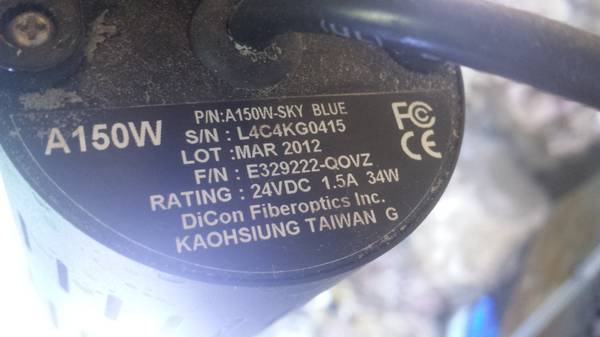 A150W
P/N:A150W-SKY BLUE
S/N : L4C4KG0415
LOT :MAR 2012
F/N : E329222-QOVZ
RATING : 24VDC 1.5A 34W
DiCon Fiberoptics Inc.
KAOHSIUNG TAIWAN G
FC
CE